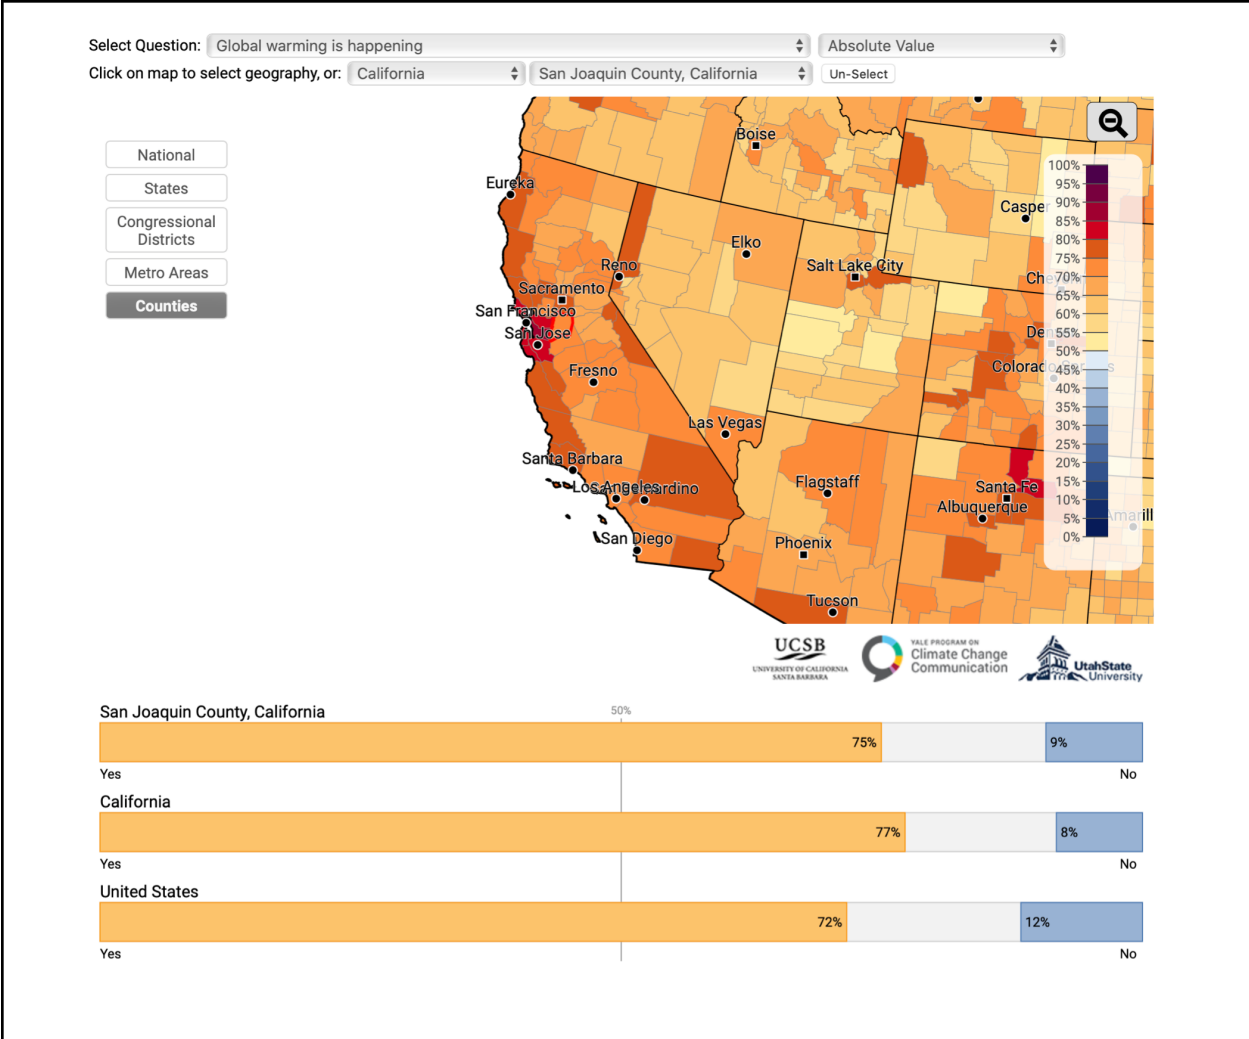 Select Question: Global warming is happening Absolute Value
Click on map to select geography, or: California San Joaquin County, California Un-Select
National
States
Congressional
Districts
Metro Areas
Counties
Boise
Eureka
Casper
Elko
Reno
Salt Lake City
Sacramento
San Francisco
San Jose
Fresno
Las Vegas
Santa Barbara
Los Angeles
Flagstaff
Santa Fe
Albuquerque
San Diego
Phoenix
Tucson
100%
95%
90%
85%
80%
75%
70%
65%
60%
55%
50%
45%
40%
35%
30%
25%
20%
15%
10%
5%
0%
UCSB
UNIVERSITY OF CALIFORNIA
SANTA BARBARA
YALE PROGRAM ON
Climate Change
Communication
UtahState
University
San Joaquin County, California
50%
75% 9%
Yes No
California
77% 8%
Yes No
United States
72% 12%
Yes No